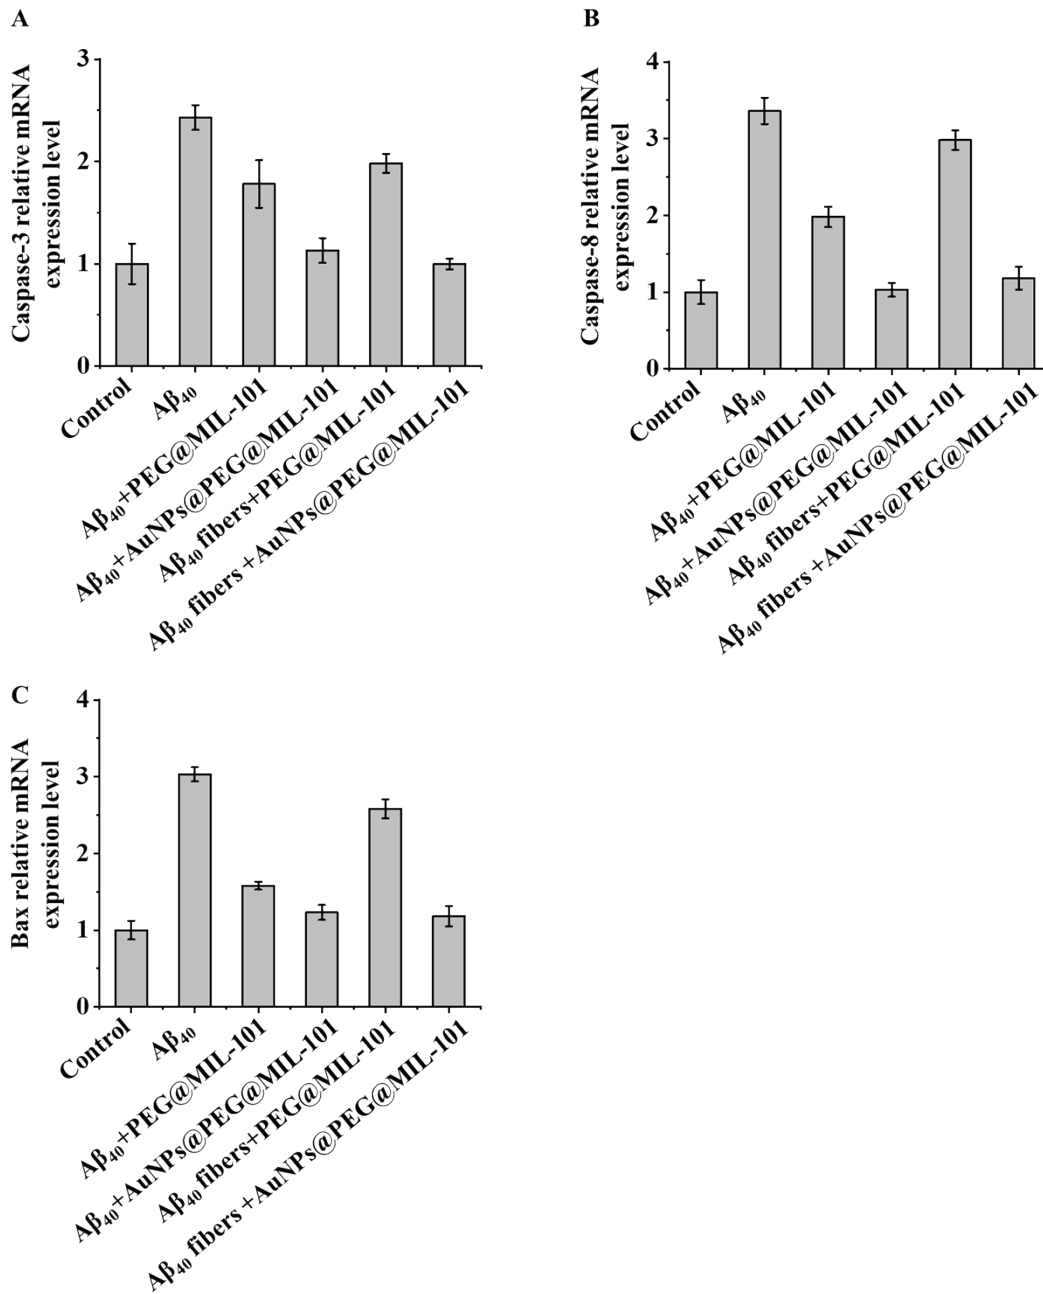 A
Caspase-3 relative mRNA
expression level
3
2
1
0
Control
Aβ₄₀
Aβ₄₀+PEG@MIL-101
Aβ₄₀+AuNPs@PEG@MIL-101
Aβ₄₀ fibers+PEG@MIL-101
Aβ₄₀ fibers +AuNPs@PEG@MIL-101
B
Caspase-8 relative mRNA
expression level
4
3
2
1
0
Control
Aβ₄₀
Aβ₄₀+PEG@MIL-101
Aβ₄₀+AuNPs@PEG@MIL-101
Aβ₄₀ fibers+PEG@MIL-101
Aβ₄₀ fibers +AuNPs@PEG@MIL-101
C
Bax relative mRNA
expression level
4
3
2
1
0
Control
Aβ₄₀
Aβ₄₀+PEG@MIL-101
Aβ₄₀+AuNPs@PEG@MIL-101
Aβ₄₀ fibers+PEG@MIL-101
Aβ₄₀ fibers +AuNPs@PEG@MIL-101